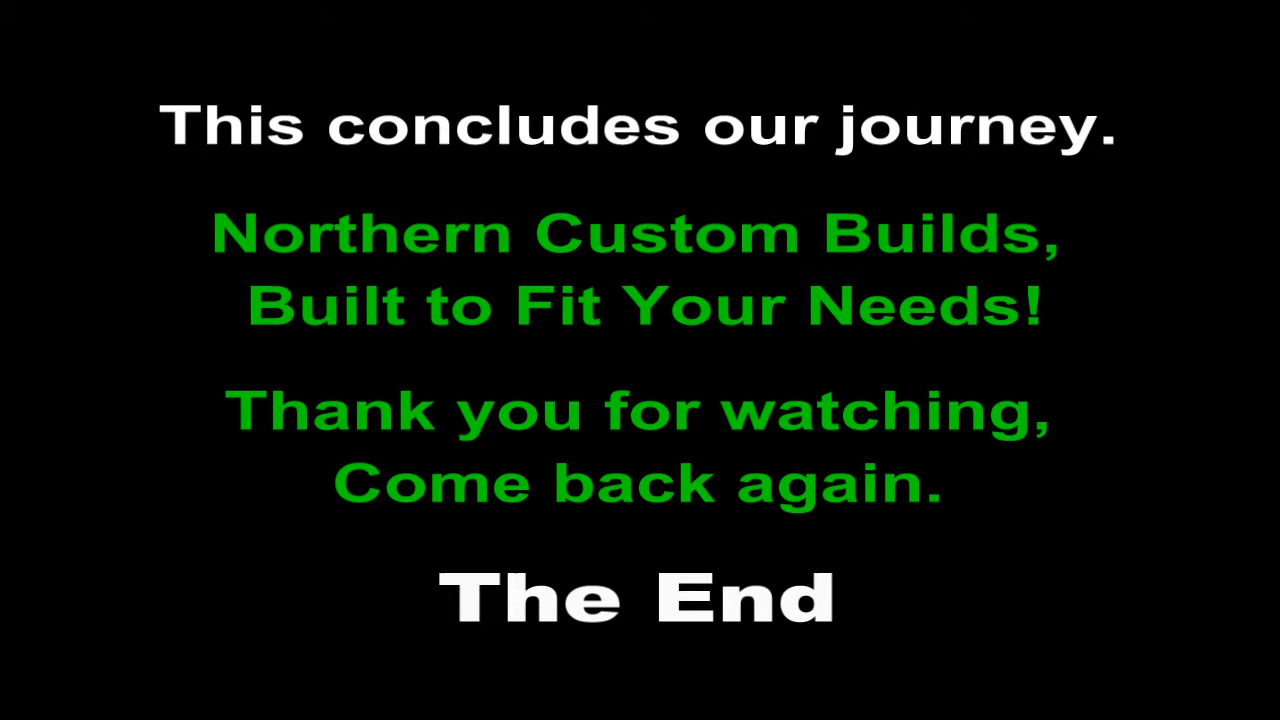 This concludes our journey.
Northern Custom Builds,
Built to Fit Your Needs!
Thank you for watching,
Come back again.
The End